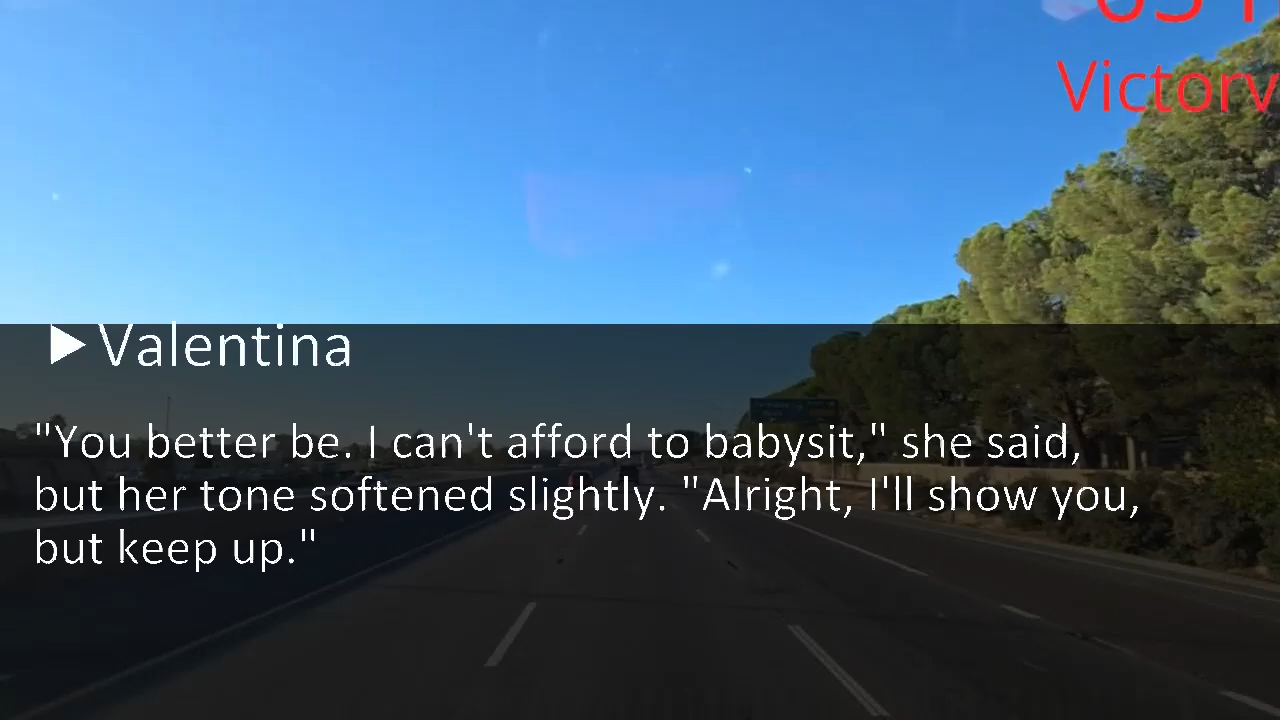 Victory
▶Valentina
"You better be. I can't afford to babysit," she said,
but her tone softened slightly. "Alright, I'll show you,
but keep up."